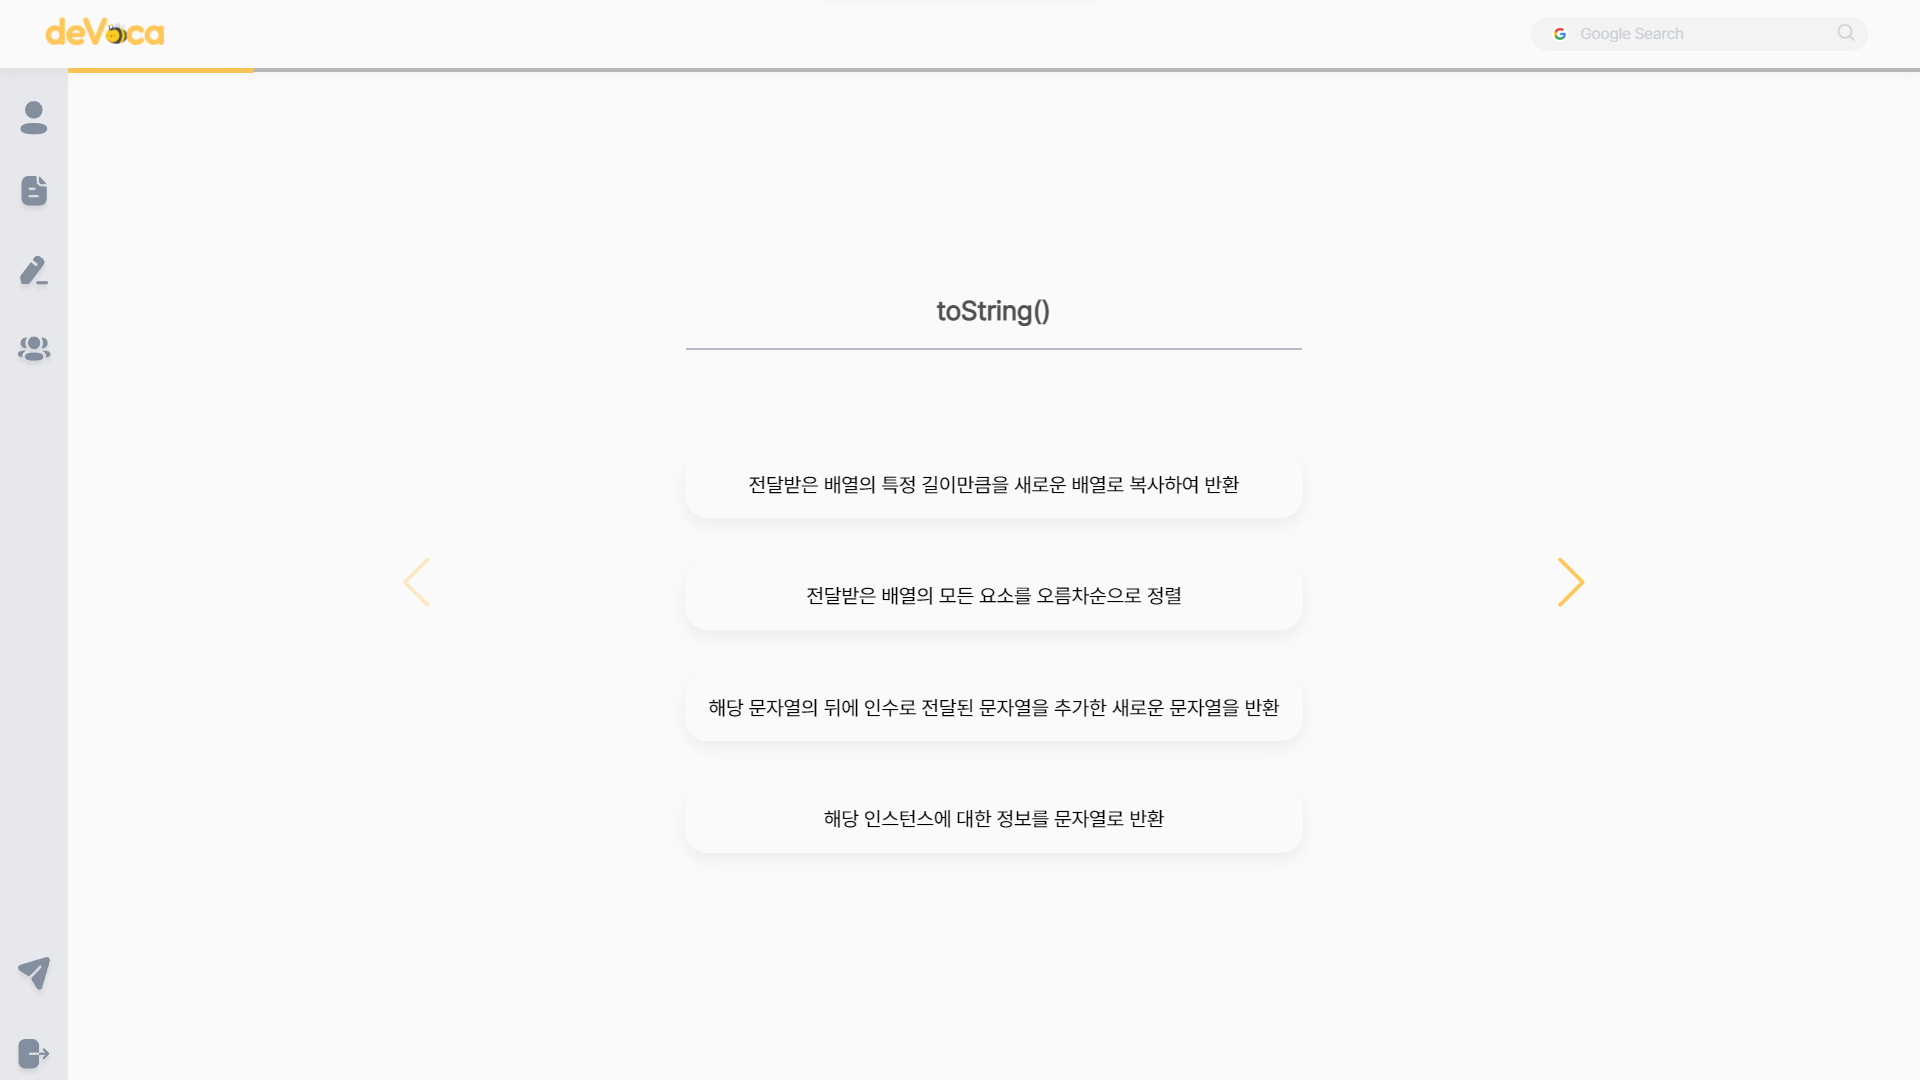 deVoca
Google Search
toString()
전달받은 배열의 특정 길이만큼을 새로운 배열로 복사하여 반환
전달받은 배열의 모든 요소를 오름차순으로 정렬
해당 문자열의 뒤에 인수로 전달된 문자열을 추가한 새로운 문자열을 반환
해당 인스턴스에 대한 정보를 문자열로 반환